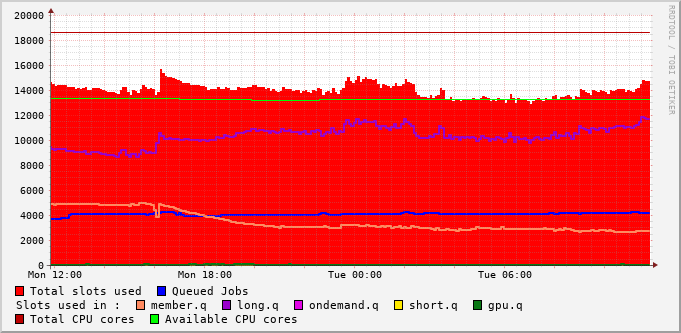 20000
18000
16000
14000
12000
10000
8000
6000
4000
2000
0
Mon 12:00 Mon 18:00 Tue 00:00 Tue 06:00
RRDTOOL / TOBI OETIKER
Total slots used Queued Jobs
Slots used in : member.q long.q ondemand.q short.q gpu.q
Total CPU cores Available CPU cores